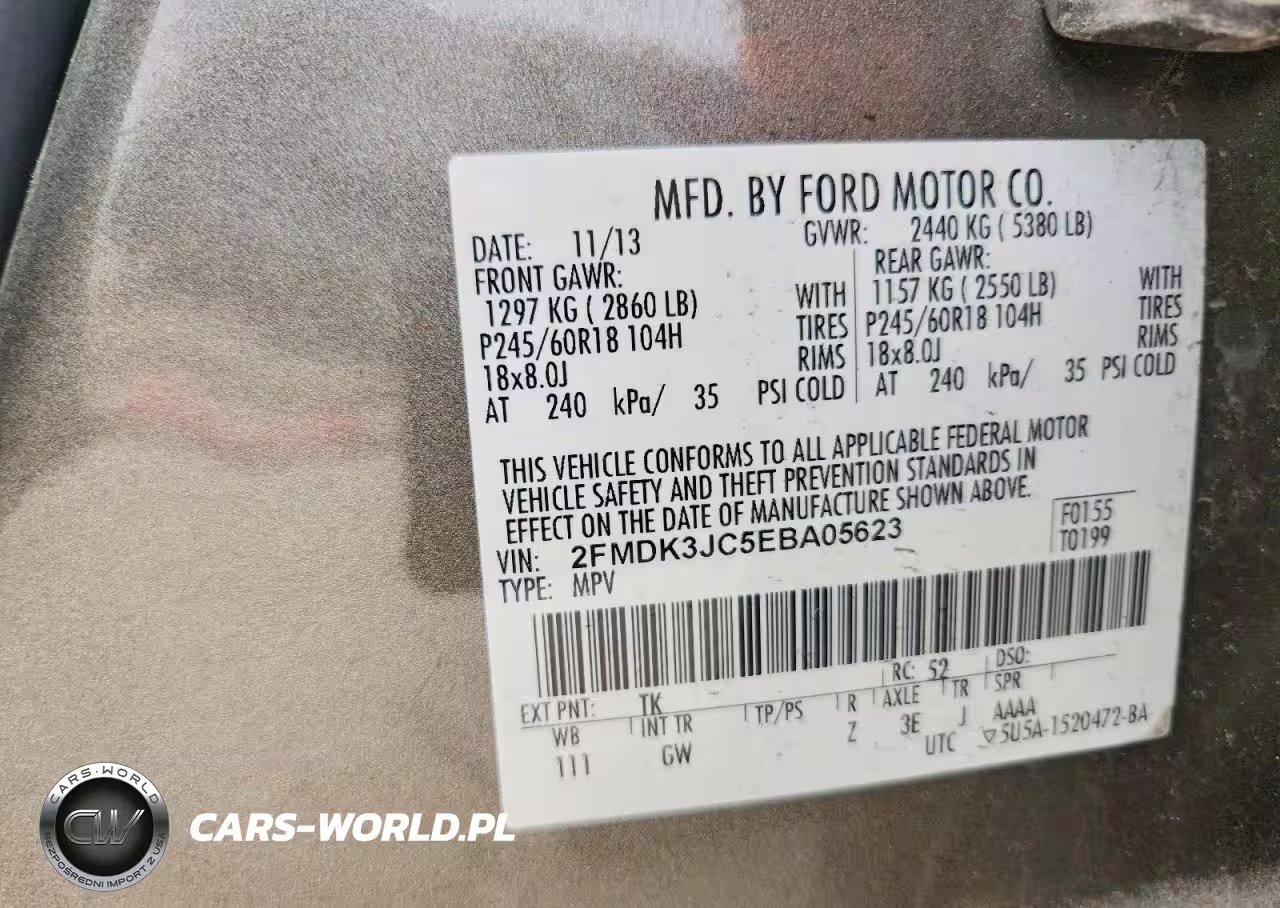 MFD. BY FORD MOTOR CO.
DATE: 11/13 GVWR: 2440 KG ( 5380 LB)
FRONT GAWR: REAR GAWR:
1297 KG ( 2860 LB) WITH 1157 KG ( 2550 LB) WITH
P245/60R18 104H TIRES P245/60R18 104H TIRES
18x8.0J RIMS 18x8.0J RIMS
AT 240 kPa/ 35 PSI COLD AT 240 kPa/ 35 PSI COLD
THIS VEHICLE CONFORMS TO ALL APPLICABLE FEDERAL MOTOR
VEHICLE SAFETY AND THEFT PREVENTION STANDARDS IN
EFFECT ON THE DATE OF MANUFACTURE SHOWN ABOVE.
VIN: 2FMDK3JC5EBA05623 F0155
TYPE: MPV T0199
EXT PNT: TK RC: 52 DSO:
WB INT TR TP/PS R AXLE TR SPR
111 GW Z 3E J AAAA
UTC ▽5U5A-1520472-BA
CARS-WORLD
CW
BEZPOŚREDNI IMPORT Z USA
CARS-WORLD.PL